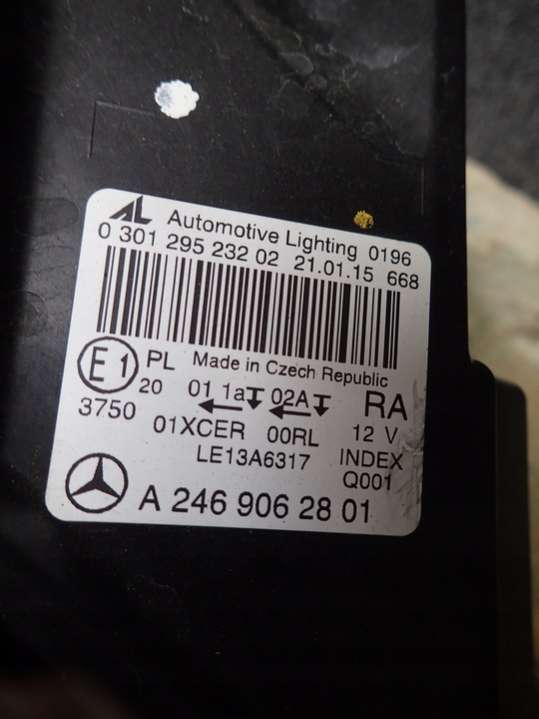 AL Automotive Lighting 0196
0 301 295 232 02 21.01.15 668
E1 PL Made in Czech Republic
20 01 1a 02A RA
3750 01XCER 00RL 12 V
LE13A6317 INDEX
Q001
A 246 906 28 01